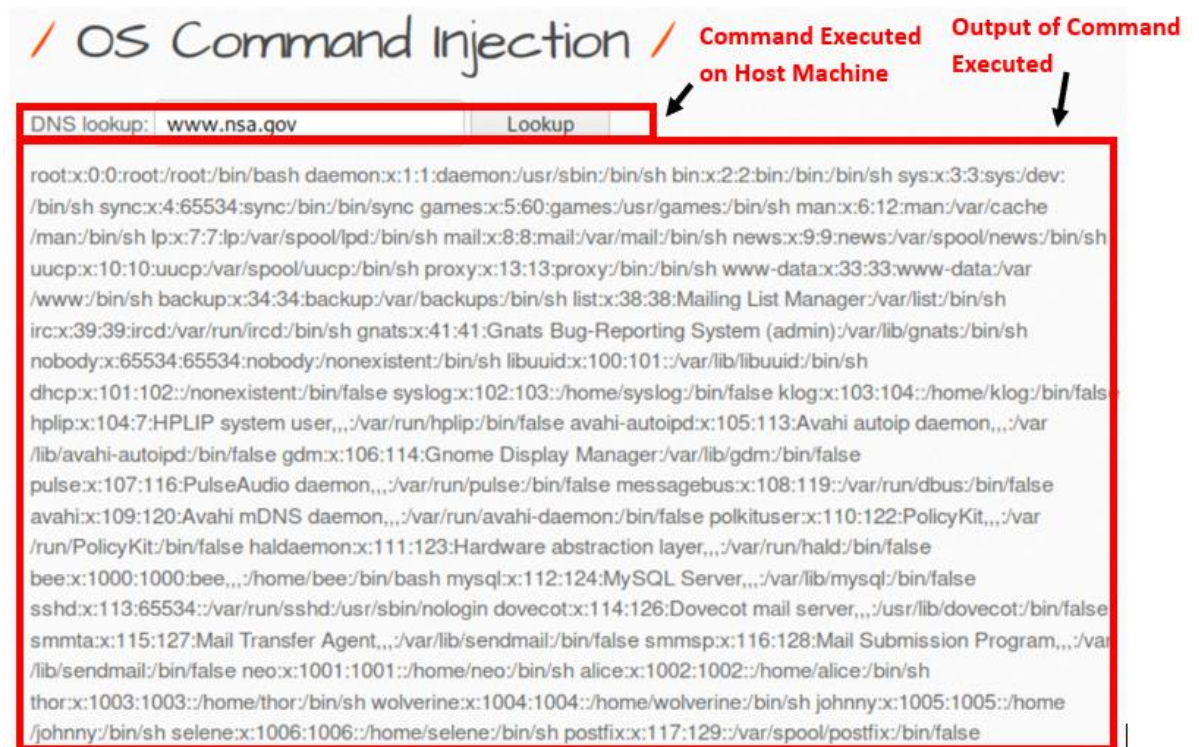 / OS Command Injection /
Command Executed
on Host Machine
Output of Command
Executed
DNS lookup: www.nsa.gov Lookup
root:x:0:0:root:/root:/bin/bash daemon:x:1:1:daemon:/usr/sbin:/bin/sh bin:x:2:2:bin:/bin:/bin/sh sys:x:3:3:sys:/dev:
/bin/sh sync:x:4:65534:sync:/bin:/bin/sync games:x:5:60:games:/usr/games:/bin/sh man:x:6:12:man:/var/cache
/man:/bin/sh lp:x:7:7:lp:/var/spool/lpd:/bin/sh mail:x:8:8:mail:/var/mail:/bin/sh news:x:9:9:news:/var/spool/news:/bin/sh
uucp:x:10:10:uucp:/var/spool/uucp:/bin/sh proxy:x:13:13:proxy:/bin:/bin/sh www-data:x:33:33:www-data:/var
/www:/bin/sh backup:x:34:34:backup:/var/backups:/bin/sh list:x:38:38:Mailing List Manager:/var/list:/bin/sh
irc:x:39:39:ircd:/var/run/ircd:/bin/sh gnats:x:41:41:Gnats Bug-Reporting System (admin):/var/lib/gnats:/bin/sh
nobody:x:65534:65534:nobody:/nonexistent:/bin/sh libuuid:x:100:101::/var/lib/libuuid:/bin/sh
dhcp:x:101:102::/nonexistent:/bin/false syslog:x:102:103::/home/syslog:/bin/false klog:x:103:104::/home/klog:/bin/false
hplip:x:104:7:HPLIP system user,,,:/var/run/hplip:/bin/false avahi-autoipd:x:105:113:Avahi autoip daemon,,,:/var
/lib/avahi-autoipd:/bin/false gdm:x:106:114:Gnome Display Manager:/var/lib/gdm:/bin/false
pulse:x:107:116:PulseAudio daemon,,,:/var/run/pulse:/bin/false messagebus:x:108:119::/var/run/dbus:/bin/false
avahi:x:109:120:Avahi mDNS daemon,,,:/var/run/avahi-daemon:/bin/false polkituser:x:110:122:PolicyKit,,,:/var
/run/PolicyKit:/bin/false haldaemon:x:111:123:Hardware abstraction layer,,,:/var/run/hald:/bin/false
bee:x:1000:1000:bee,,,:/home/bee:/bin/bash mysql:x:112:124:MySQL Server,,,:/var/lib/mysql:/bin/false
sshd:x:113:65534::/var/run/sshd:/usr/sbin/nologin dovecot:x:114:126:Dovecot mail server,,,:/usr/lib/dovecot:/bin/false
smmta:x:115:127:Mail Transfer Agent,,,:/var/lib/sendmail:/bin/false smmsp:x:116:128:Mail Submission Program,,,:/var
/lib/sendmail:/bin/false neo:x:1001:1001::/home/neo:/bin/sh alice:x:1002:1002::/home/alice:/bin/sh
thor:x:1003:1003::/home/thor:/bin/sh wolverine:x:1004:1004::/home/wolverine:/bin/sh johnny:x:1005:1005::/home
/johnny:/bin/sh selene:x:1006:1006::/home/selene:/bin/sh postfix:x:117:129::/var/spool/postfix:/bin/false